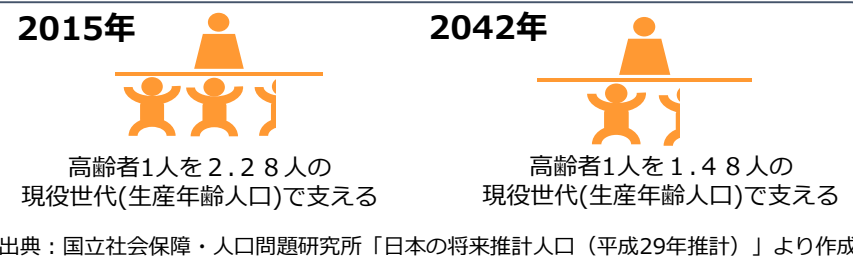 2015年
2042年
高齢者1人を２.２８人の
現役世代(生産年齢人口)で支える
高齢者1人を１.４８人の
現役世代(生産年齢人口)で支える
出典：国立社会保障・人口問題研究所「日本の将来推計人口（平成29年推計）」より作成